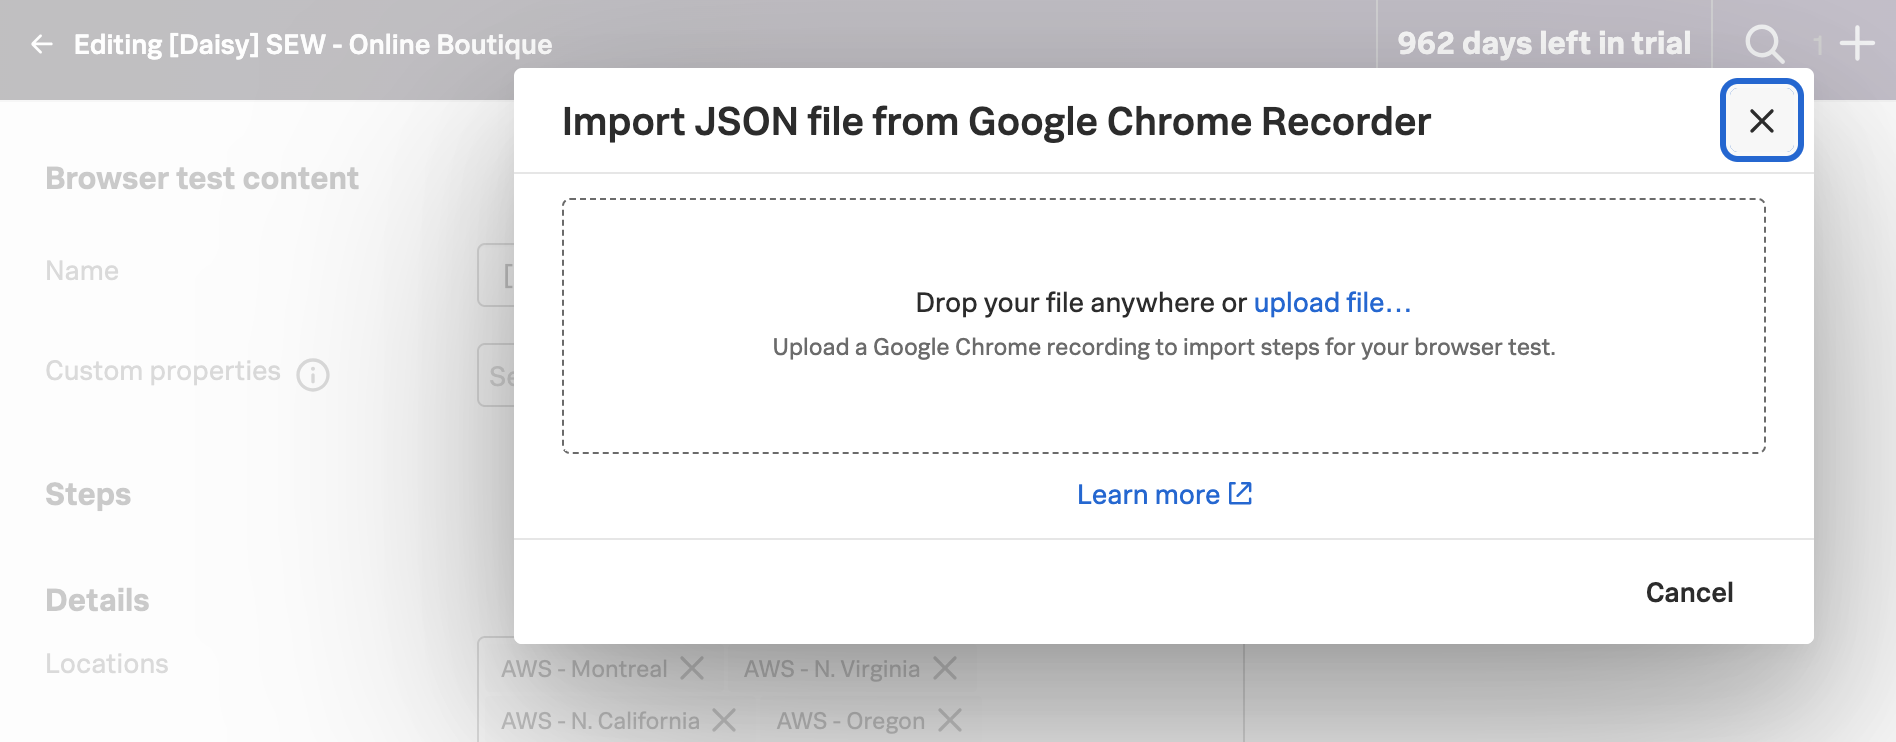 Editing [Daisy] SEW - Online Boutique
962 days left in trial
1
Import JSON file from Google Chrome Recorder
Browser test content
Name
[
Drop your file anywhere or upload file...
Upload a Google Chrome recording to import steps for your browser test.
Custom properties
Se
Steps
Learn more
Details
Cancel
Locations
AWS - Montreal
AWS - N. Virginia
AWS - N. California
AWS - Oregon